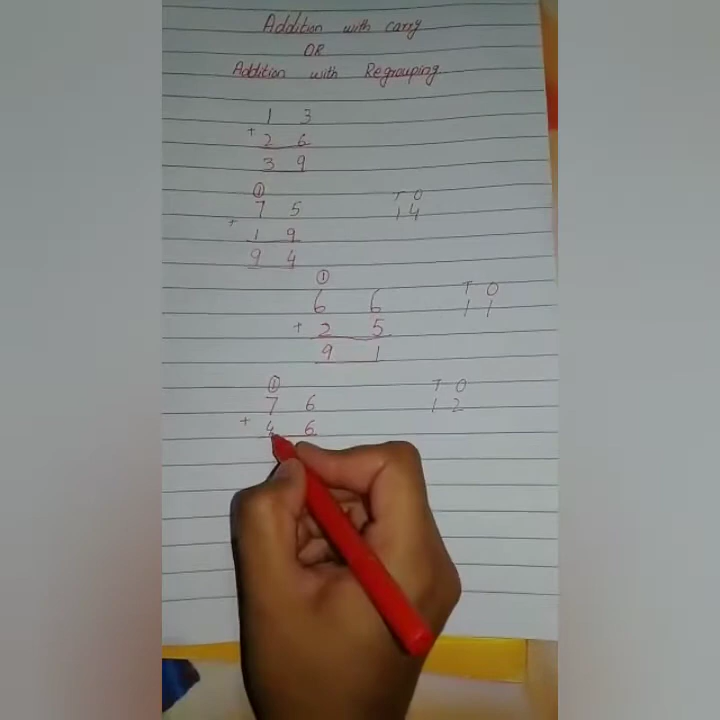 Addition with carry
OR
Addition with Regrouping
1 3
+ 2 6
3 9
1
7 5 T O
+ 1 9 1 4
9 4
1
6 6 T O
+ 2 5 1 1
9 1
1 T O
7 6 1 2
+ 4 6